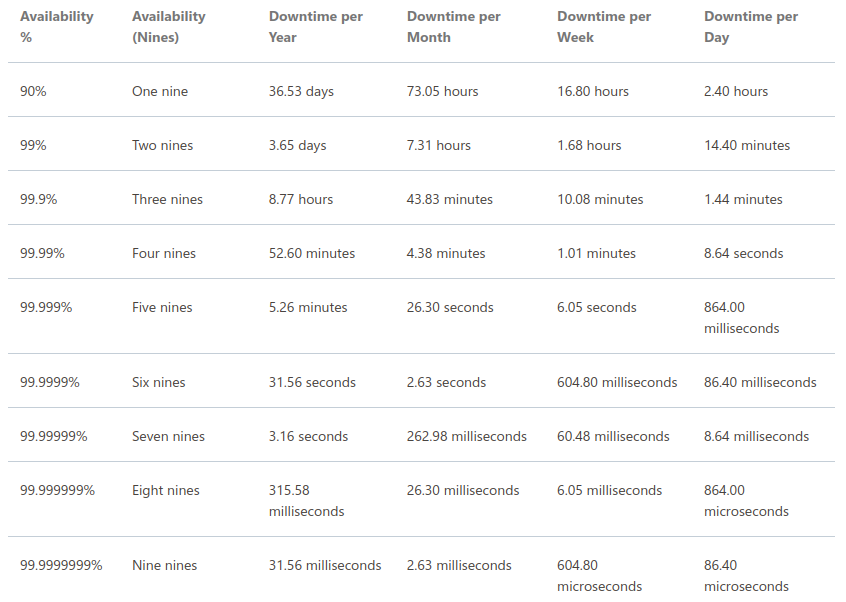 Availability % Availability (Nines) Downtime per Year Downtime per Month Downtime per Week Downtime per Day
90% One nine 36.53 days 73.05 hours 16.80 hours 2.40 hours
99% Two nines 3.65 days 7.31 hours 1.68 hours 14.40 minutes
99.9% Three nines 8.77 hours 43.83 minutes 10.08 minutes 1.44 minutes
99.99% Four nines 52.60 minutes 4.38 minutes 1.01 minutes 8.64 seconds
99.999% Five nines 5.26 minutes 26.30 seconds 6.05 seconds 864.00 milliseconds
99.9999% Six nines 31.56 seconds 2.63 seconds 604.80 milliseconds 86.40 milliseconds
99.99999% Seven nines 3.16 seconds 262.98 milliseconds 60.48 milliseconds 8.64 milliseconds
99.999999% Eight nines 315.58 milliseconds 26.30 milliseconds 6.05 milliseconds 864.00 microseconds
99.9999999% Nine nines 31.56 milliseconds 2.63 milliseconds 604.80 microseconds 86.40 microseconds